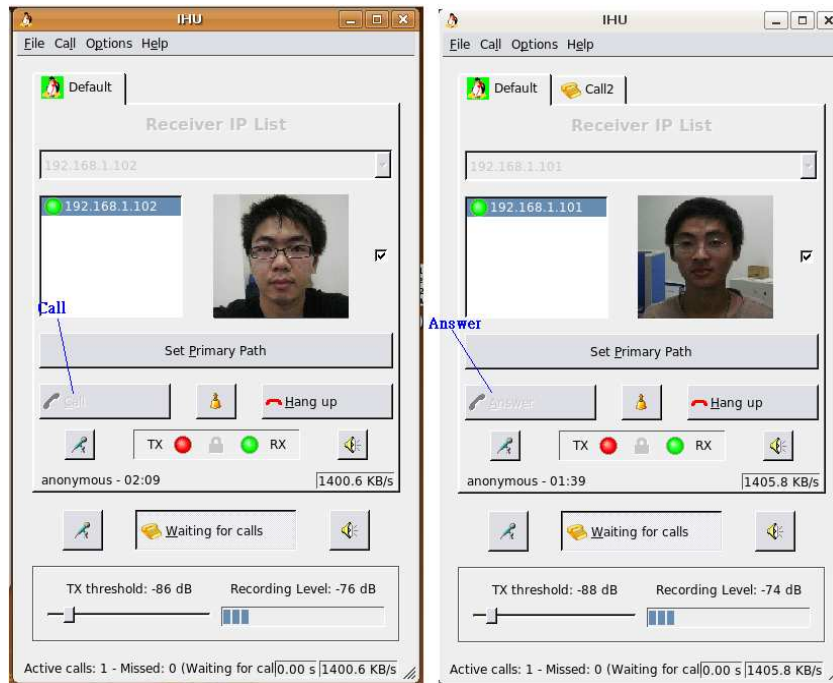 IHU
File Call Options Help
Default
Receiver IP List
192.168.1.102
192.168.1.102
Call
Set Primary Path
Call
Hang up
TX RX
anonymous - 02:09 1400.6 KB/s
Waiting for calls
TX threshold: -86 dB Recording Level: -76 dB
Active calls: 1 - Missed: 0 (Waiting for cal 0.00 s 1400.6 KB/s
IHU
File Call Options Help
Default Call2
Receiver IP List
192.168.1.101
192.168.1.101
Answer
Set Primary Path
Answer
Hang up
TX RX
anonymous - 01:39 1405.8 KB/s
Waiting for calls
TX threshold: -88 dB Recording Level: -74 dB
Active calls: 1 - Missed: 0 (Waiting for cal 0.00 s 1405.8 KB/s